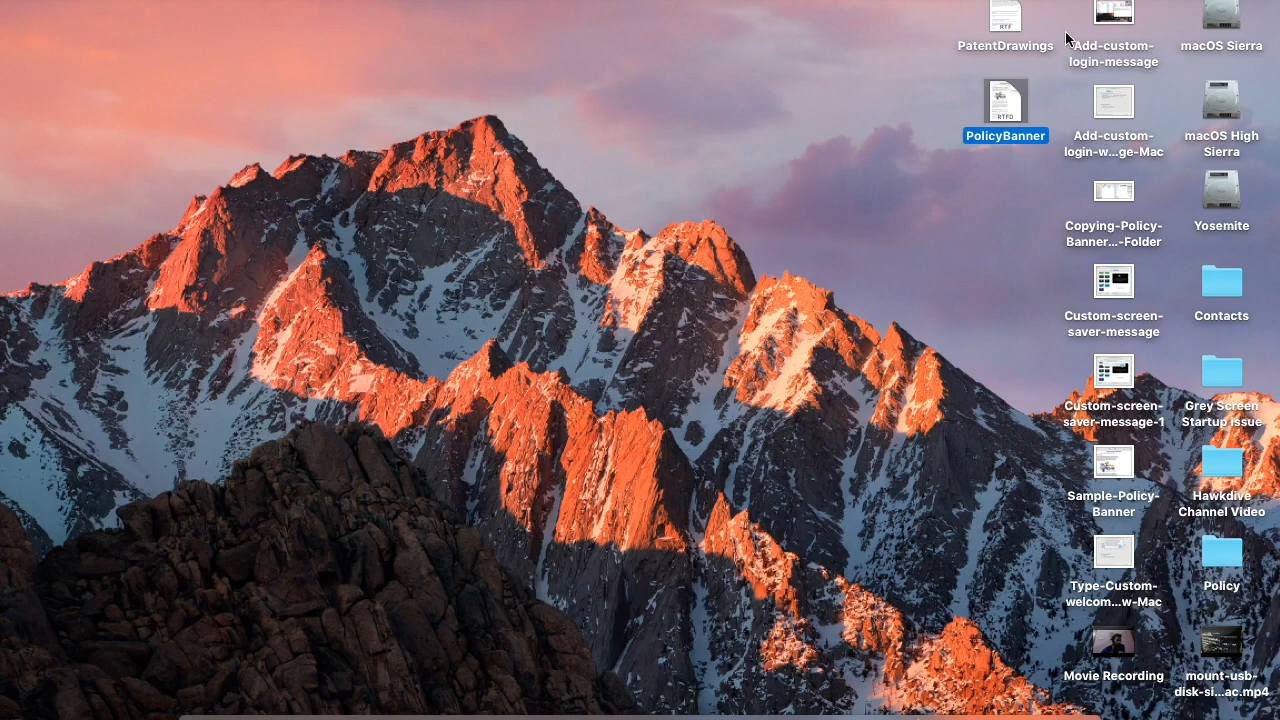 PatentDrawings
Add-custom-
login-message
macOS Sierra
RTF
PolicyBanner
RTFD
Add-custom-
login-w...ge-Mac
macOS High
Sierra
Copying-Policy-
Banner...-Folder
Yosemite
Custom-screen-
saver-message
Contacts
Custom-screen-
saver-message-1
Grey Screen
Startup issue
Sample-Policy-
Banner
Hawkdive
Channel Video
Type-Custom-
welcom...w-Mac
Policy
Movie Recording
mount-usb-
disk-si...ac.mp4